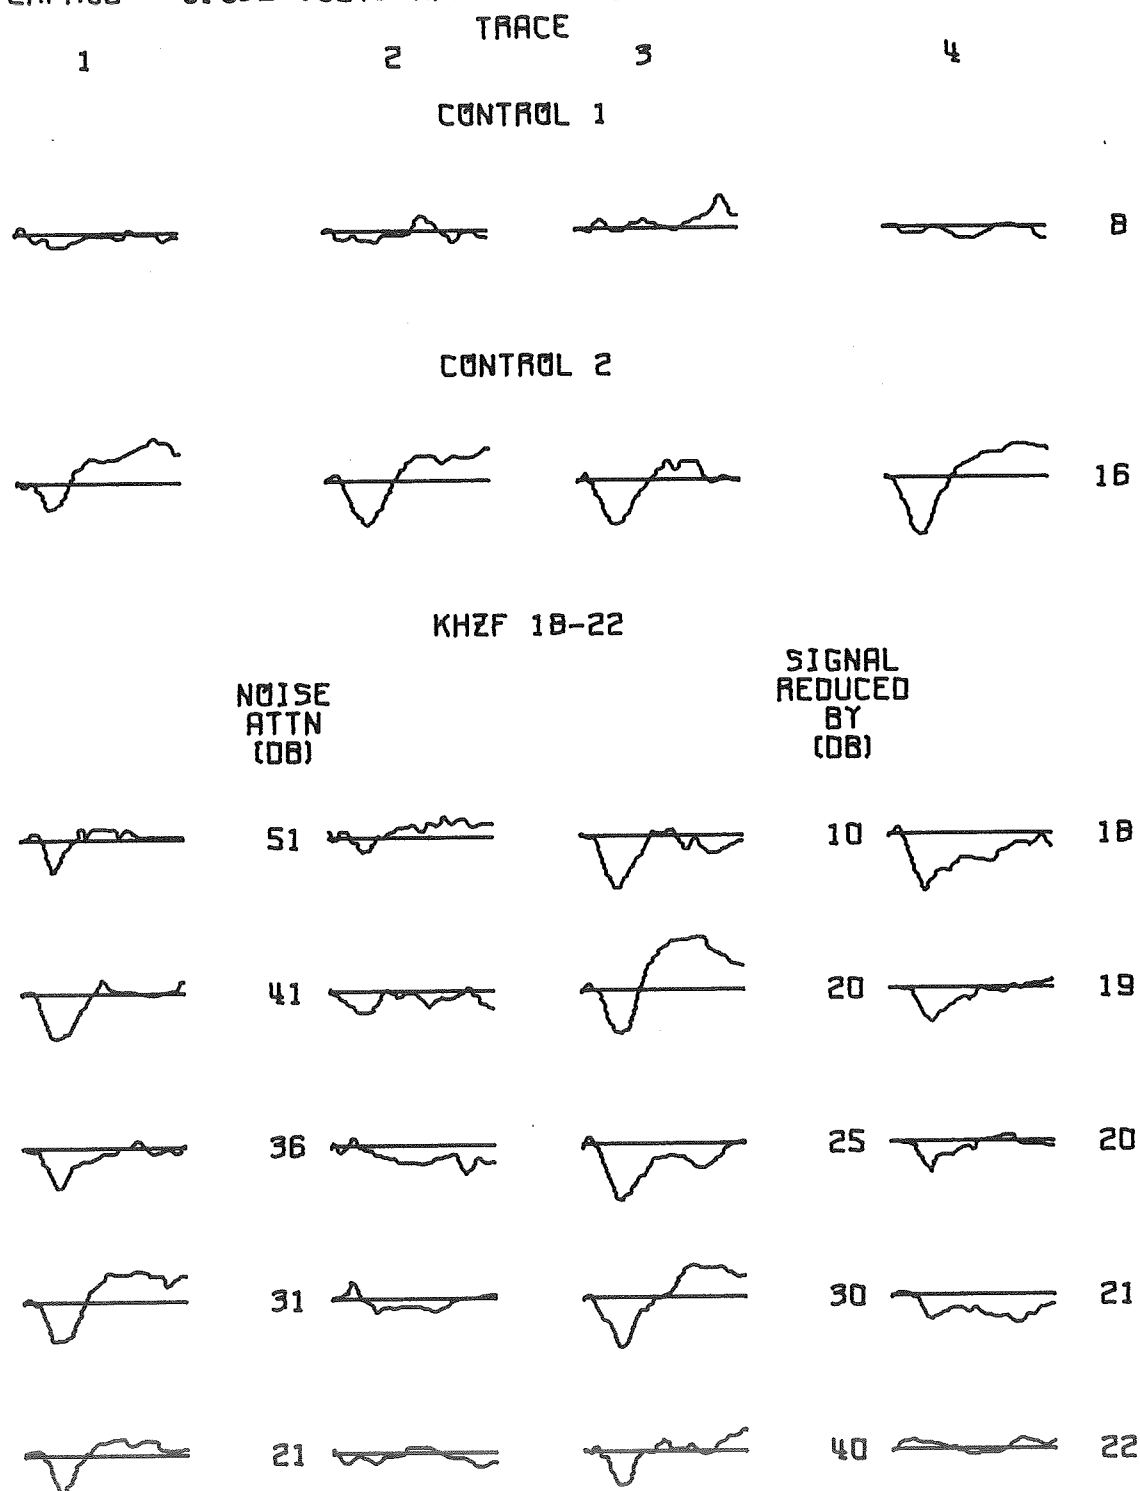 TRACE
1 2 3 4
CONTROL 1
8
CONTROL 2
16
KHZF 18-22
NOISE
ATTN
(DB)
SIGNAL
REDUCED
BY
(DB)
51 10 18
41 20 19
36 25 20
31 30 21
21 40 22